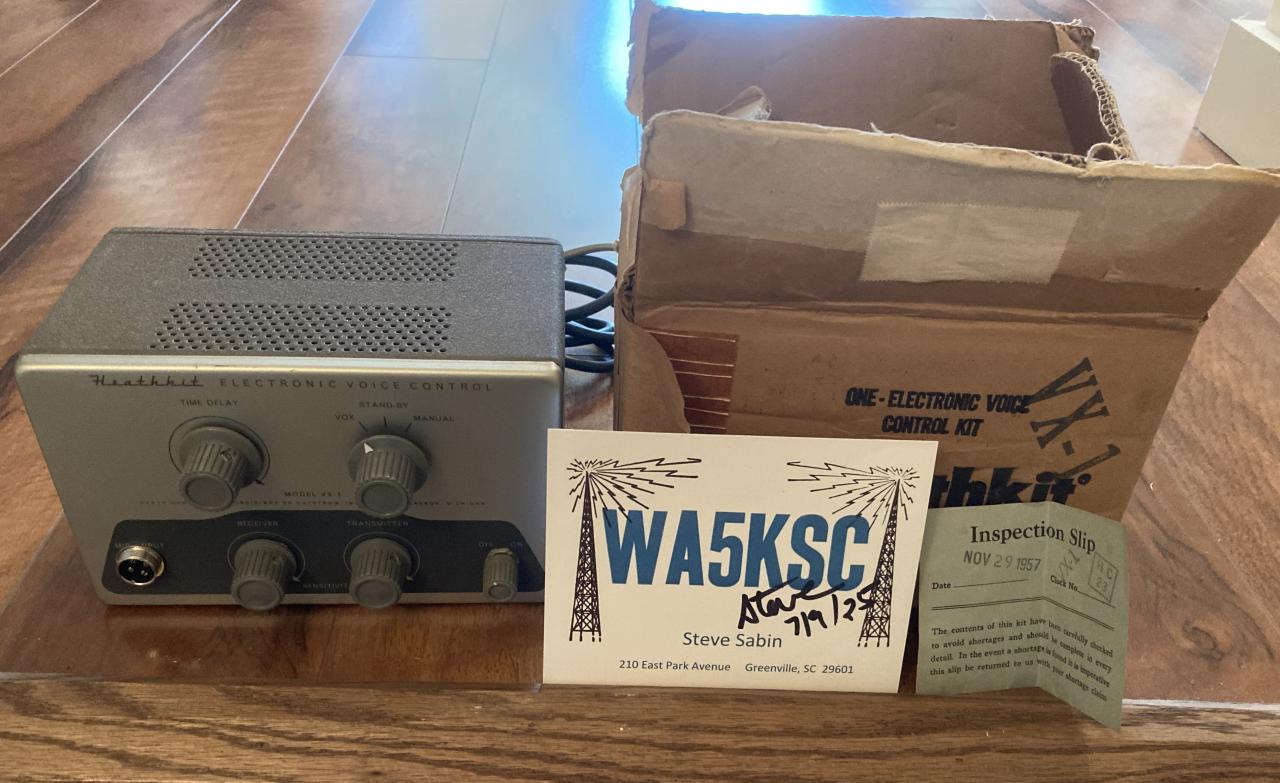 Heathkit ELECTRONIC VOICE CONTROL
TIME DELAY
STAND-BY
VOX
MANUAL
MODEL VX-1
RECEIVER
TRANSMITTER
ON
ONE-ELECTRONIC VOICE
CONTROL KIT
VX-1
WA5KSC
Steve
7/9/25
Steve Sabin
210 East Park Avenue Greenville, SC 29601
Inspection Slip
NOV 29 1957
VX-1
Date
Clock No.
The contents of this kit have been carefully checked
to avoid shortages and should be complete in every
detail. In the event a shortage is found it is imperative
this slip be returned to us with your shortage claim